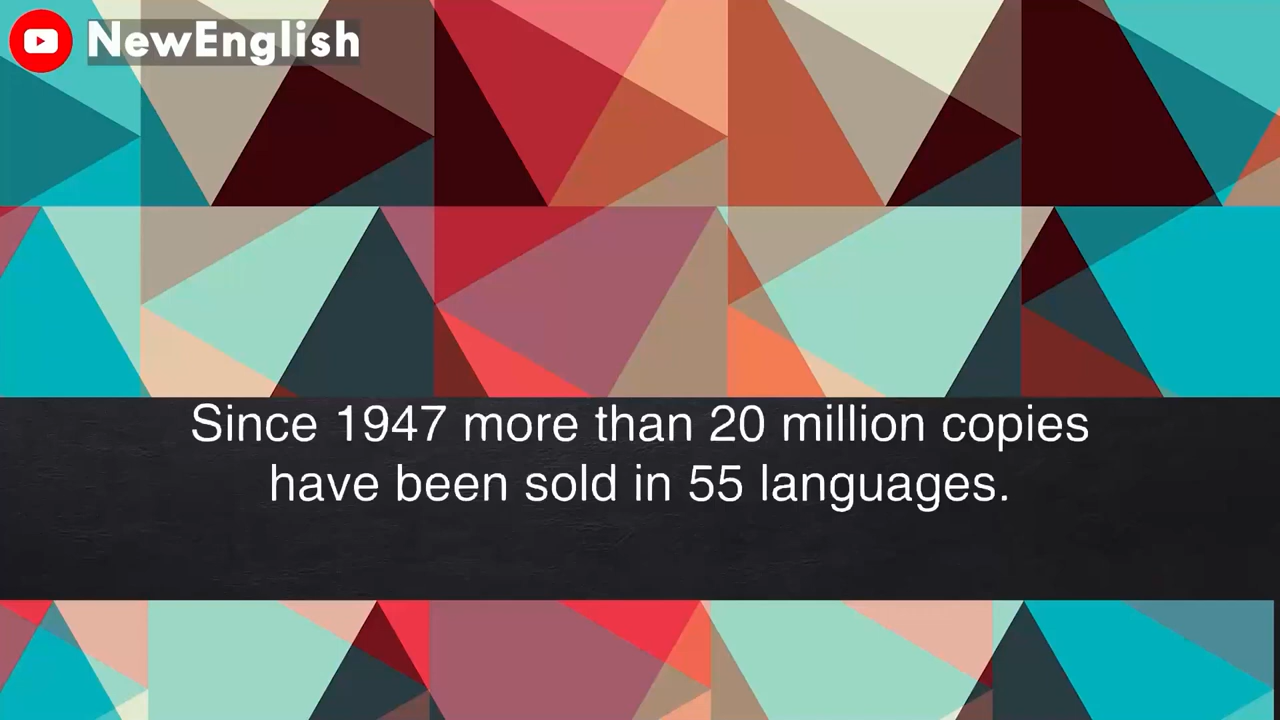 NewEnglish
Since 1947 more than 20 million copies
have been sold in 55 languages.